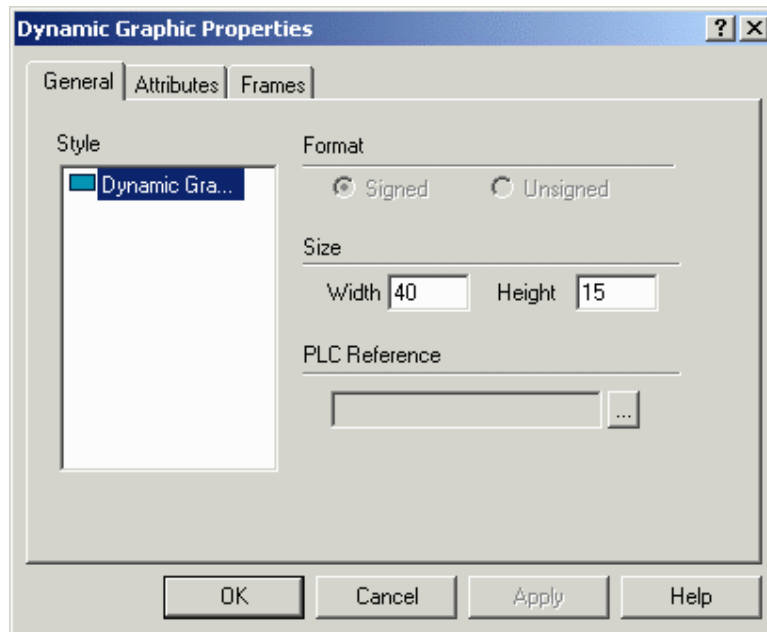 Dynamic Graphic Properties
General Attributes Frames
Style
Dynamic Gra...
Format
Signed Unsigned
Size
Width 40 Height 15
PLC Reference
...
OK Cancel Apply Help